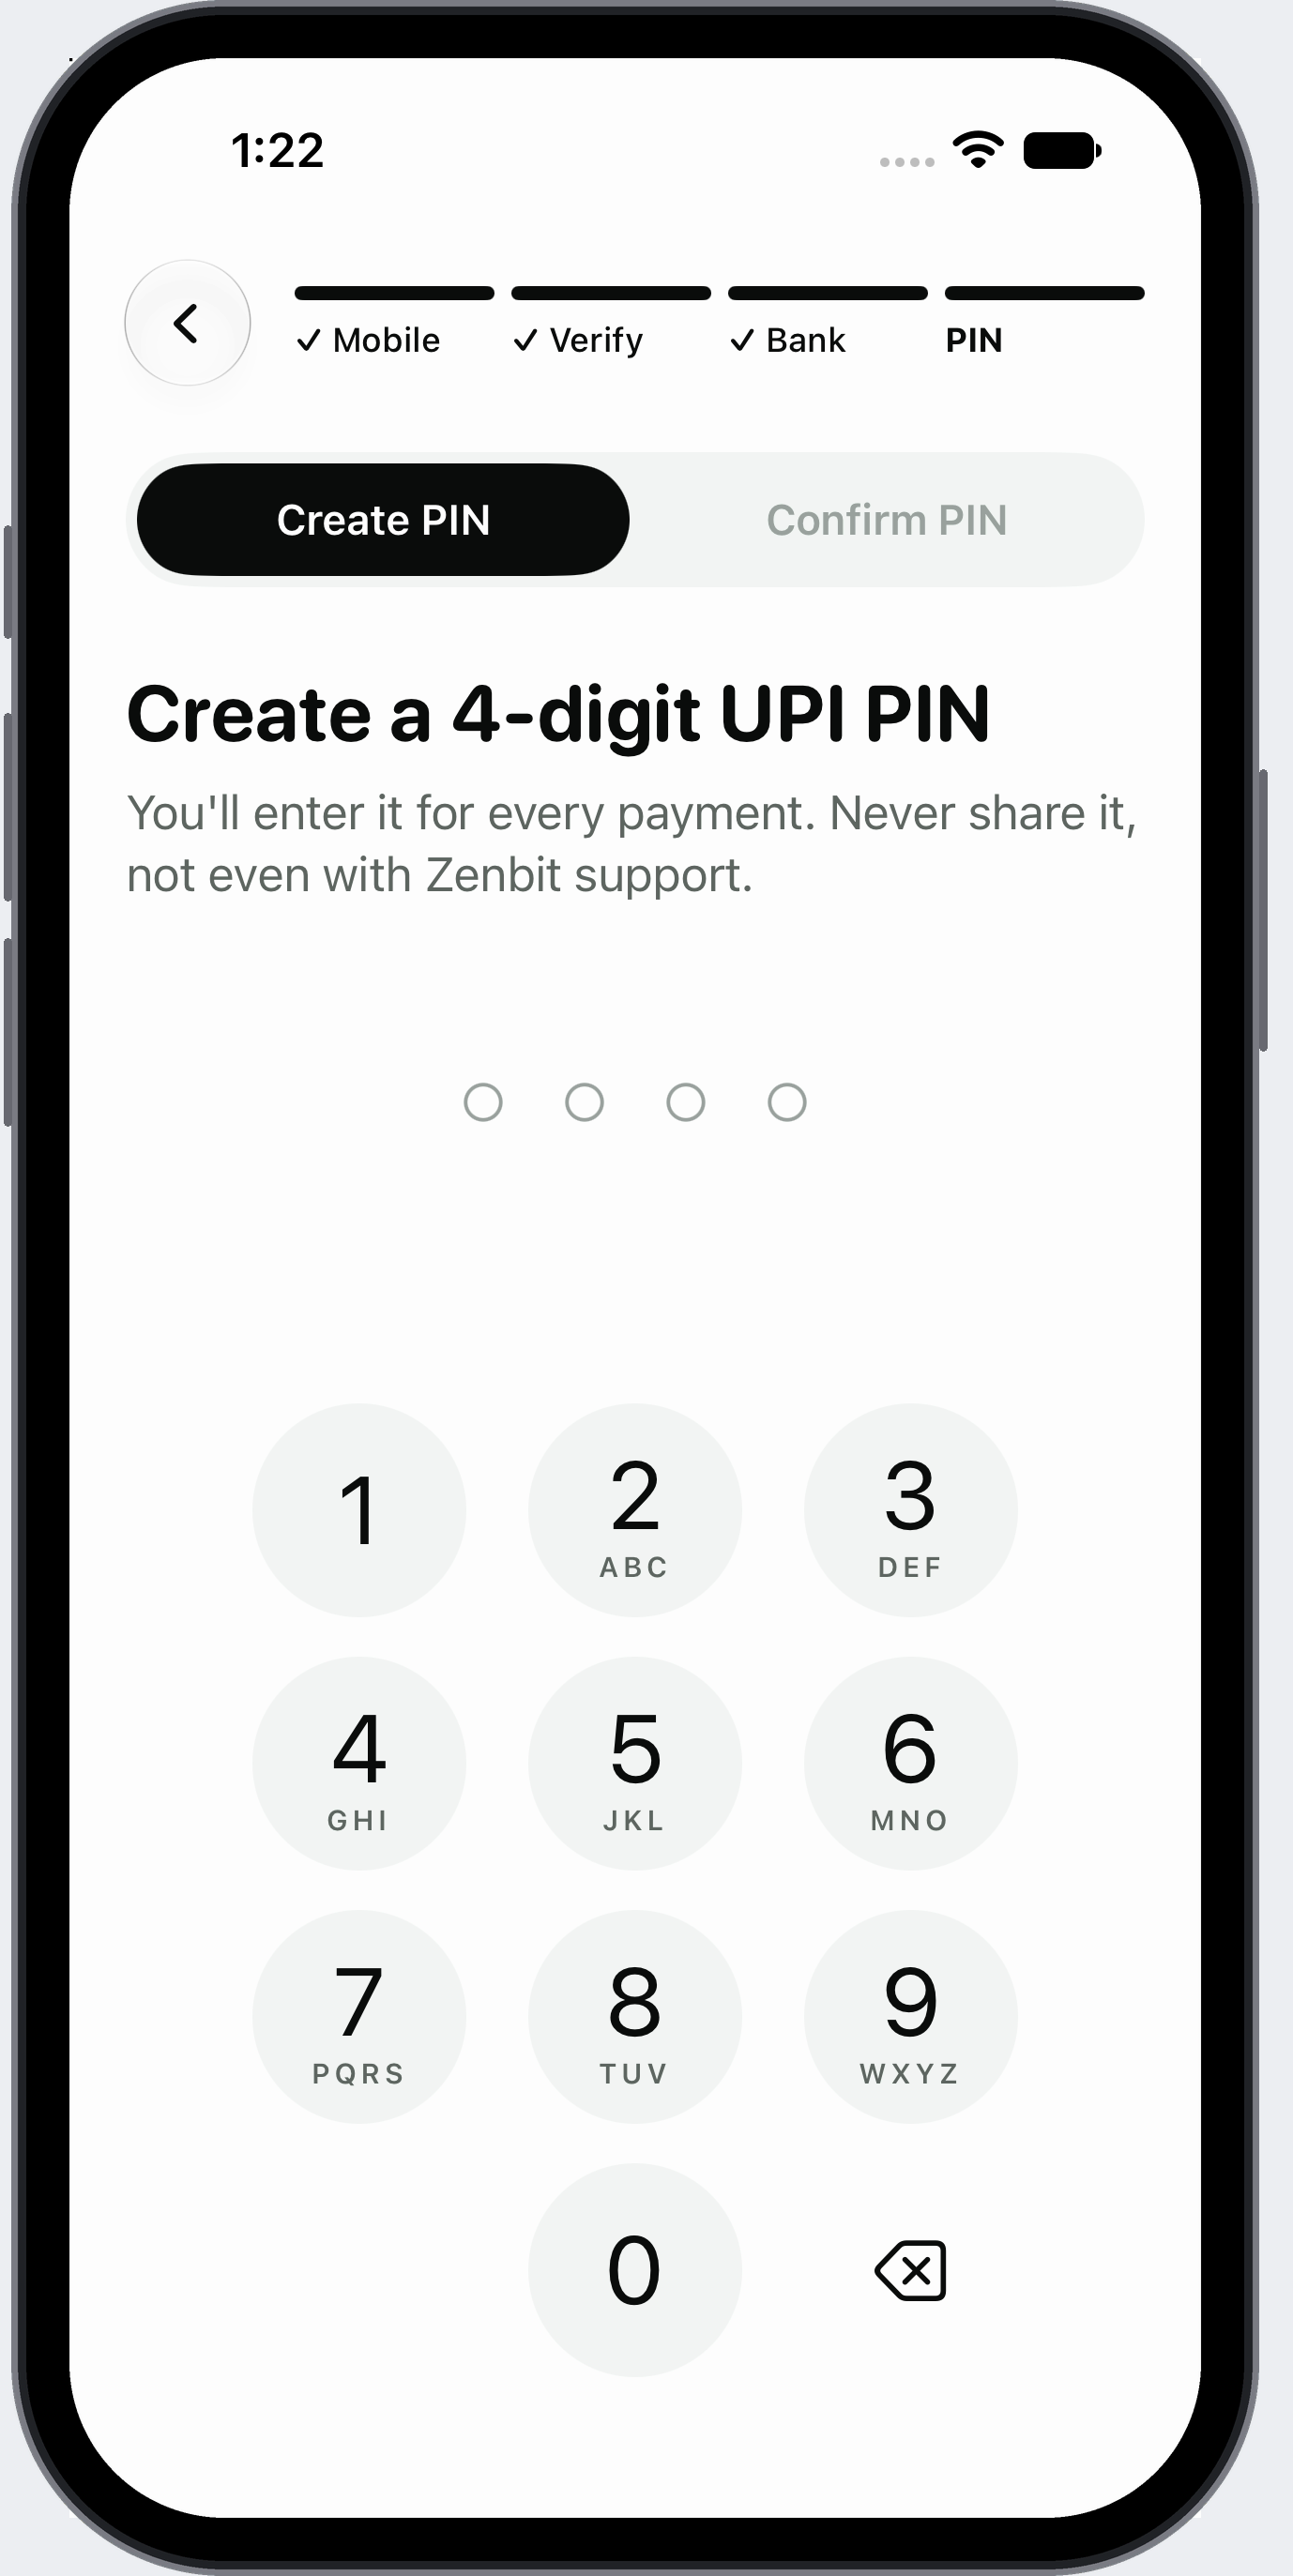 1:22
✓ Mobile ✓ Verify ✓ Bank PIN
Create PIN Confirm PIN
Create a 4-digit UPI PIN
You'll enter it for every payment. Never share it,
not even with Zenbit support.
1 2 3
ABC DEF
4 5 6
GHI JKL MNO
7 8 9
PQRS TUV WXYZ
0